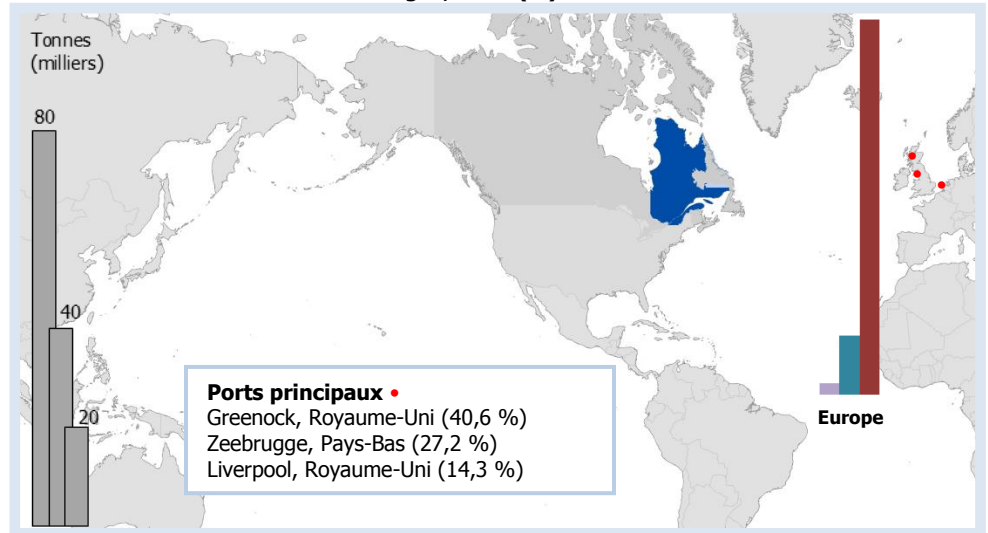 Tonnes
(milliers)
80
40
20
Ports principaux •
Greenock, Royaume-Uni (40,6 %)
Zeebrugge, Pays-Bas (27,2 %)
Liverpool, Royaume-Uni (14,3 %)
Europe